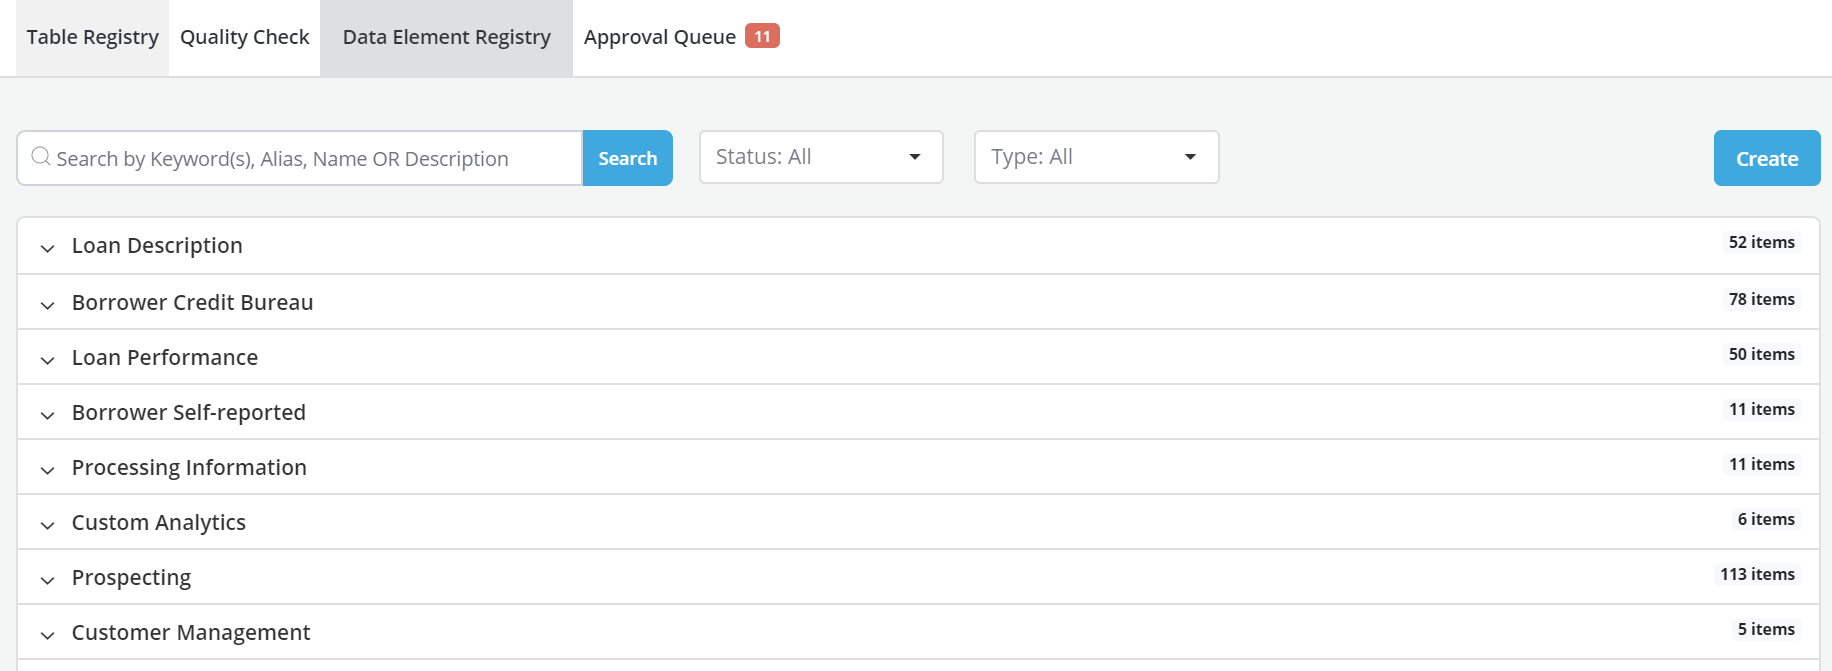 Table Registry Quality Check Data Element Registry Approval Queue 11
Search by Keyword(s), Alias, Name OR Description Search Status: All Type: All Create
Loan Description 52 items
Borrower Credit Bureau 78 items
Loan Performance 50 items
Borrower Self-reported 11 items
Processing Information 11 items
Custom Analytics 6 items
Prospecting 113 items
Customer Management 5 items